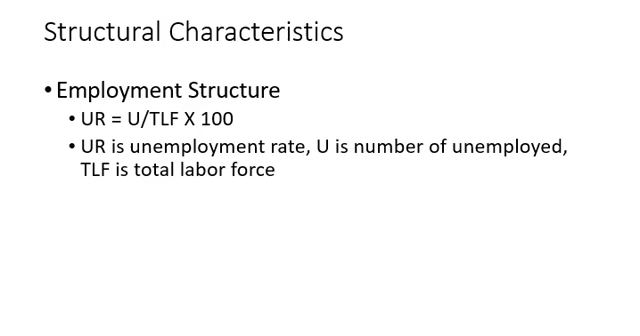 Structural Characteristics
• Employment Structure
• UR = U/TLF X 100
• UR is unemployment rate, U is number of unemployed,
TLF is total labor force